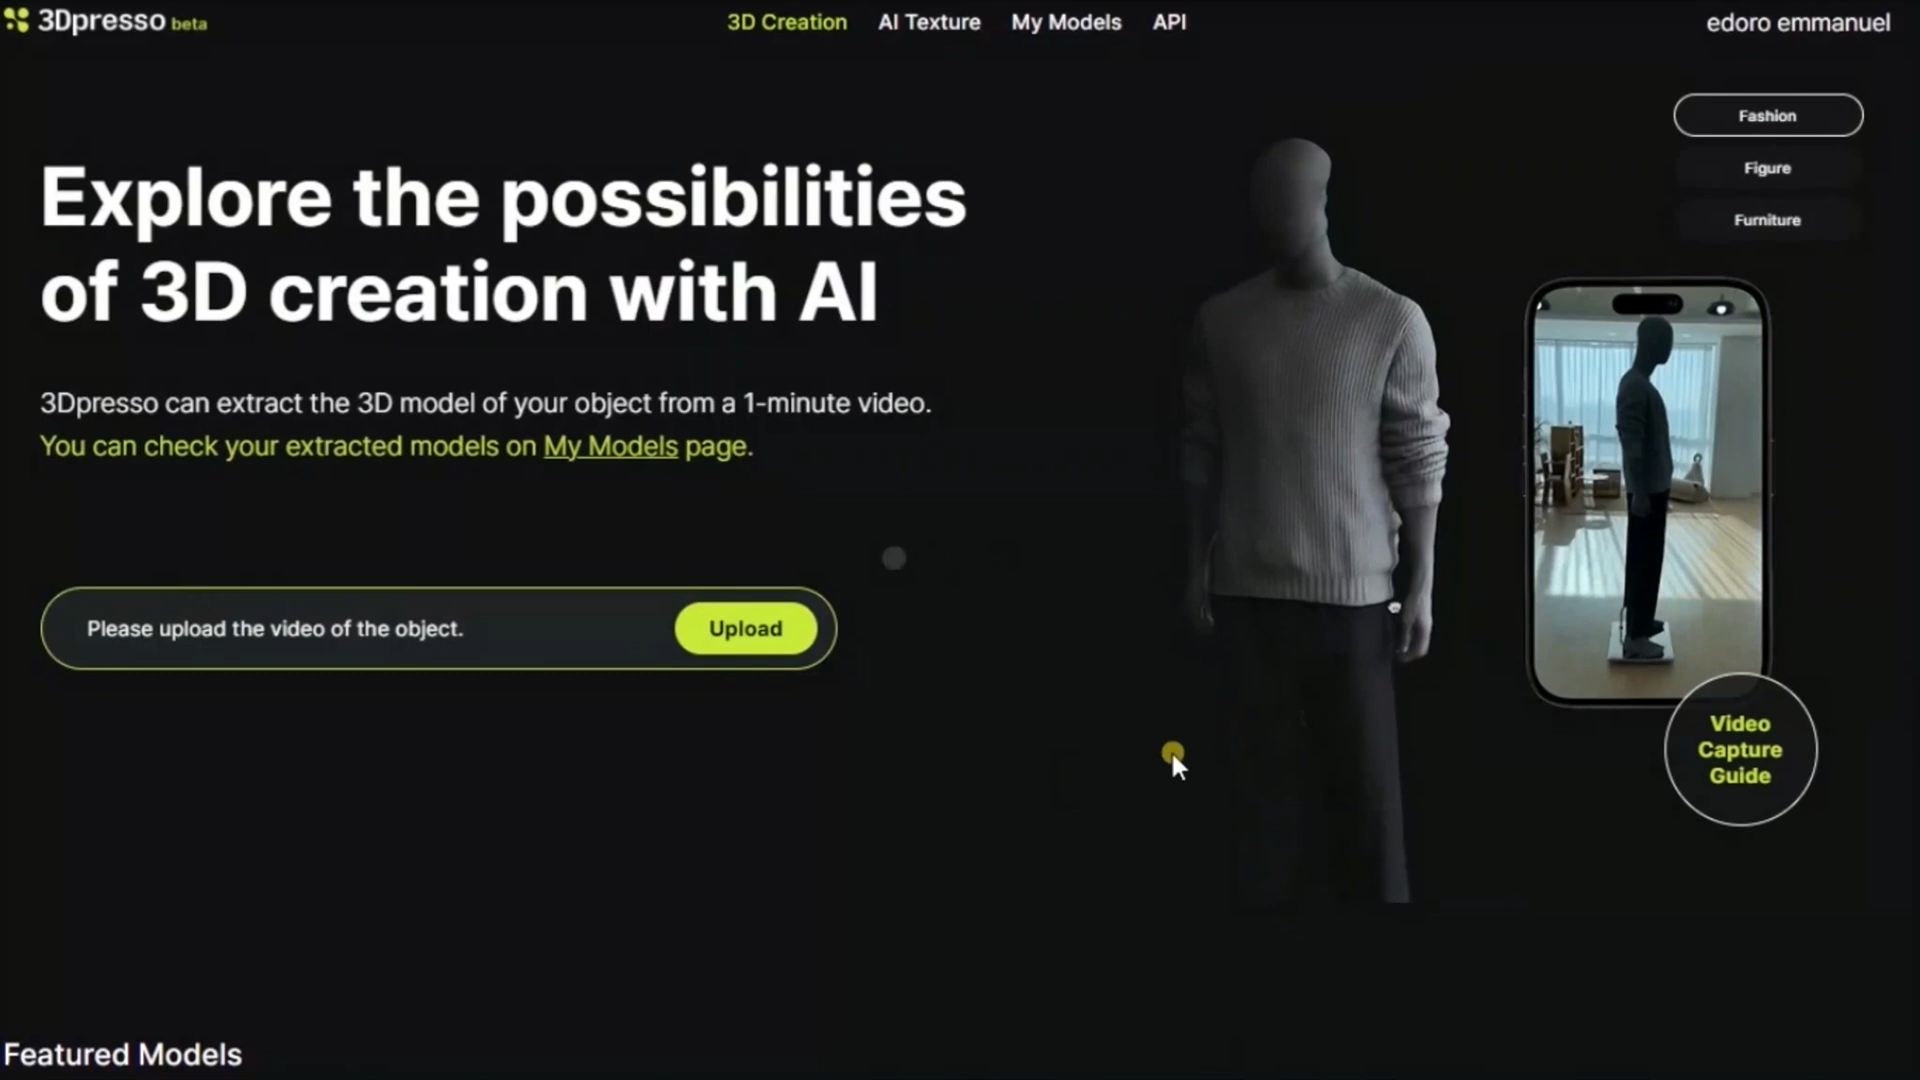 3Dpresso beta
3D Creation
AI Texture
My Models
API
edoro emmanuel
Fashion
Figure
Furniture
Explore the possibilities
of 3D creation with AI
3Dpresso can extract the 3D model of your object from a 1-minute video.
You can check your extracted models on My Models page.
Please upload the video of the object.
Upload
Video
Capture
Guide
Featured Models